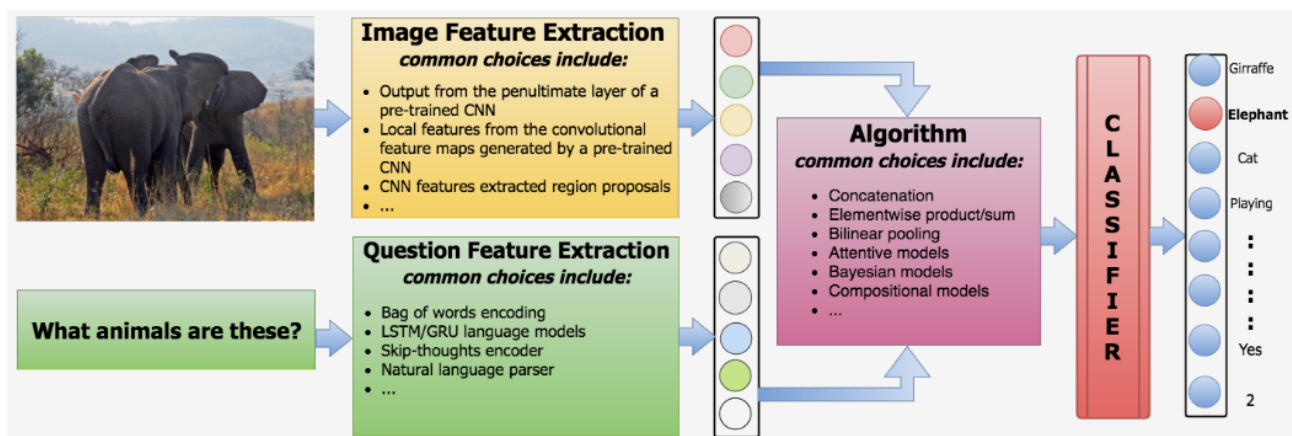 Image Feature Extraction
common choices include:
• Output from the penultimate layer of a
pre-trained CNN
• Local features from the convolutional
feature maps generated by a pre-trained
CNN
• CNN features extracted region proposals
• ...
What animals are these?
Question Feature Extraction
common choices include:
• Bag of words encoding
• LSTM/GRU language models
• Skip-thoughts encoder
• Natural language parser
• ...
Algorithm
common choices include:
• Concatenation
• Elementwise product/sum
• Bilinear pooling
• Attentive models
• Bayesian models
• Compositional models
• ...
CLASSIFIER
Girraffe
Elephant
Cat
Playing
Yes
2